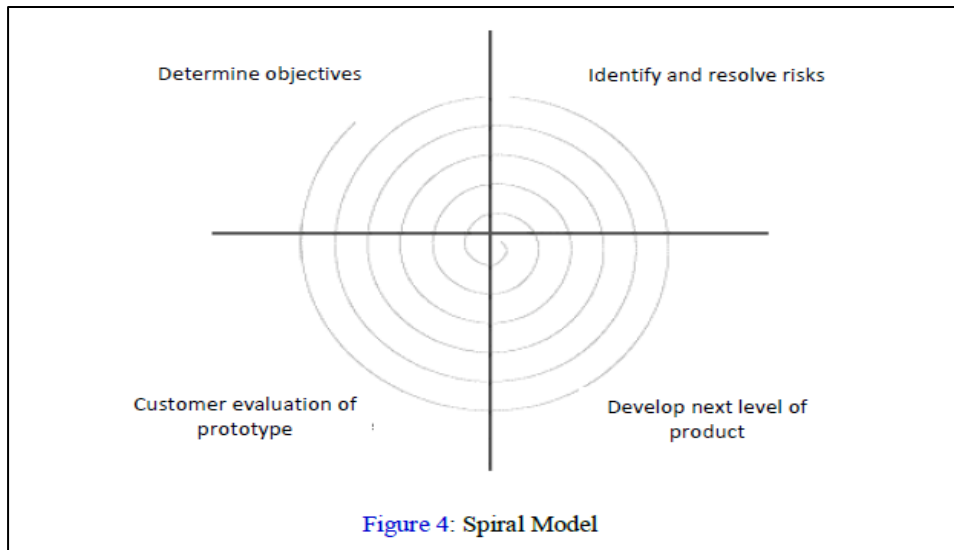 Determine objectives
Identify and resolve risks
Customer evaluation of
prototype
Develop next level of
product
Figure 4: Spiral Model